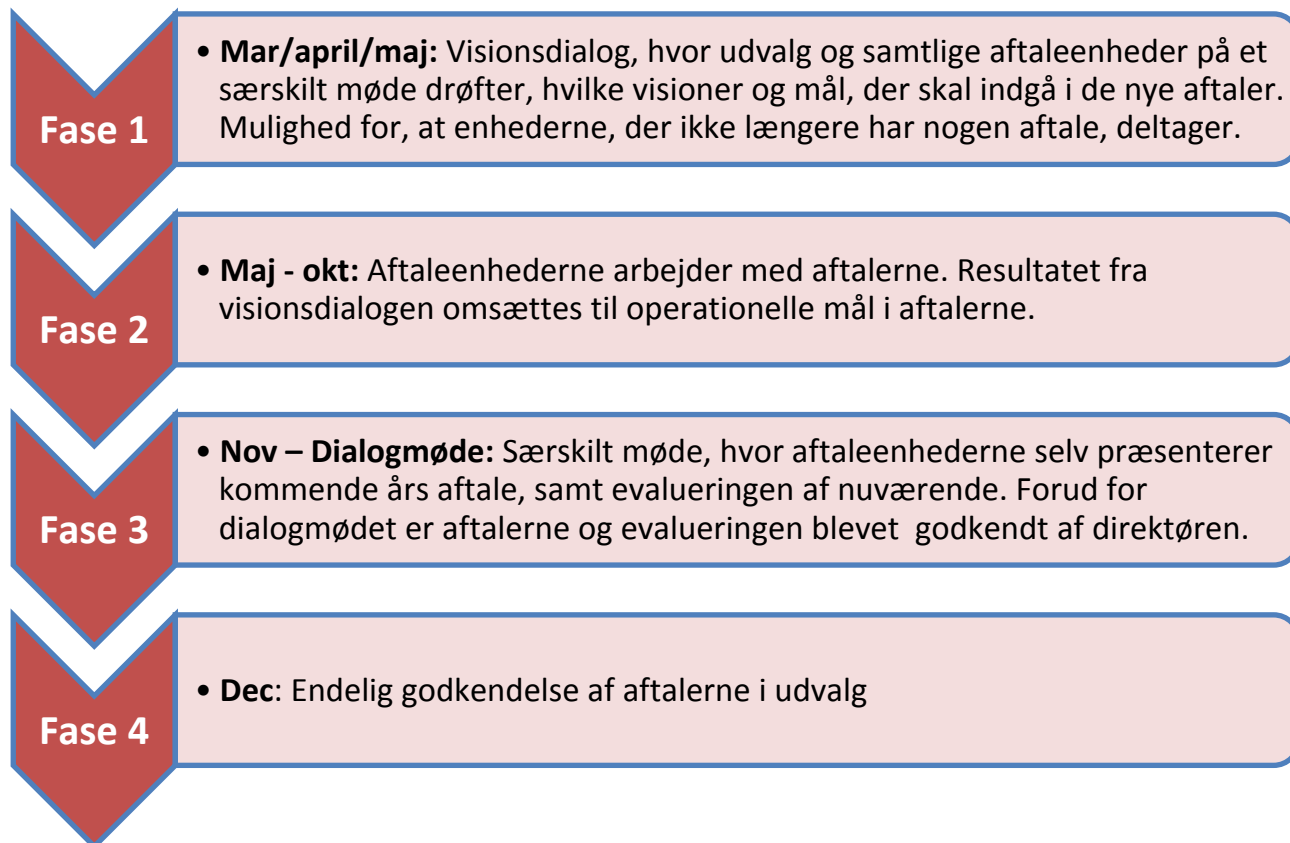 Fase 1
• Mar/april/maj: Visionsdialog, hvor udvalg og samtlige aftaleenheder på et
særskilt møde drøfter, hvilke visioner og mål, der skal indgå i de nye aftaler.
Mulighed for, at enhederne, der ikke længere har nogen aftale, deltager.
Fase 2
• Maj - okt: Aftaleenhederne arbejder med aftalerne. Resultatet fra
visionsdialogen omsættes til operationelle mål i aftalerne.
Fase 3
• Nov – Dialogmøde: Særskilt møde, hvor aftaleenhederne selv præsenterer
kommende års aftale, samt evalueringen af nuværende. Forud for
dialogmødet er aftalerne og evalueringen blevet  godkendt af direktøren.
Fase 4
• Dec: Endelig godkendelse af aftalerne i udvalg